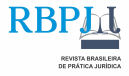 RBPJ
REVISTA BRASILEIRA
DE PRÁTICA JURÍDICA